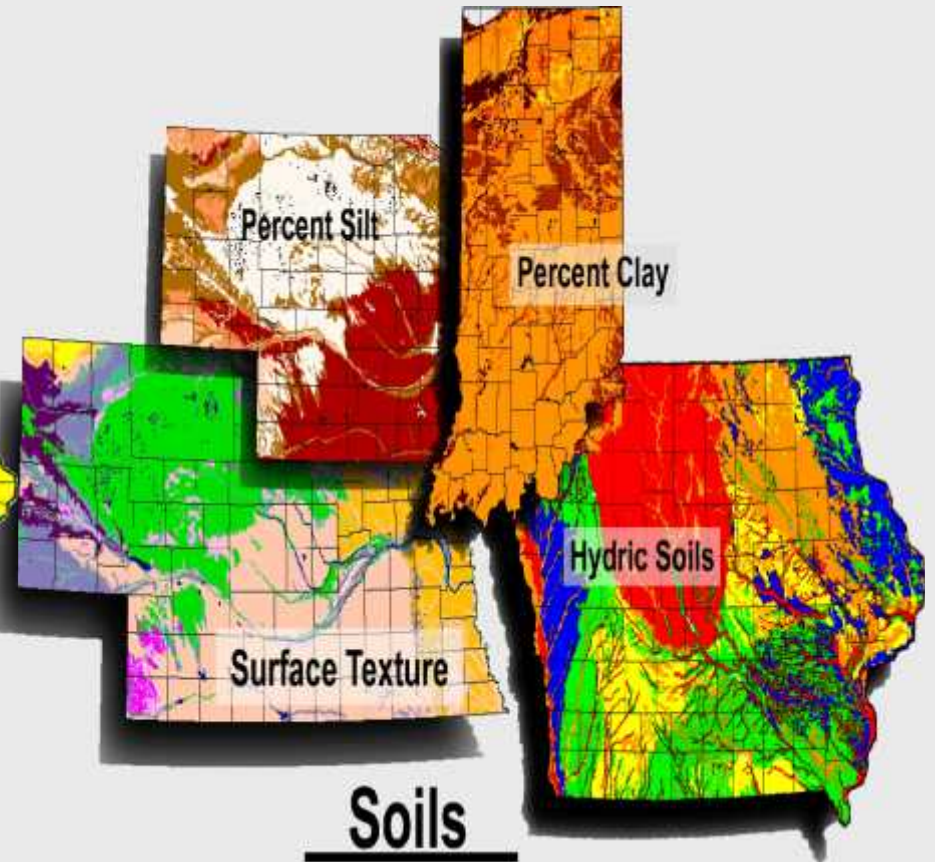 Percent Silt
Percent Clay
Hydric Soils
Surface Texture
Soils